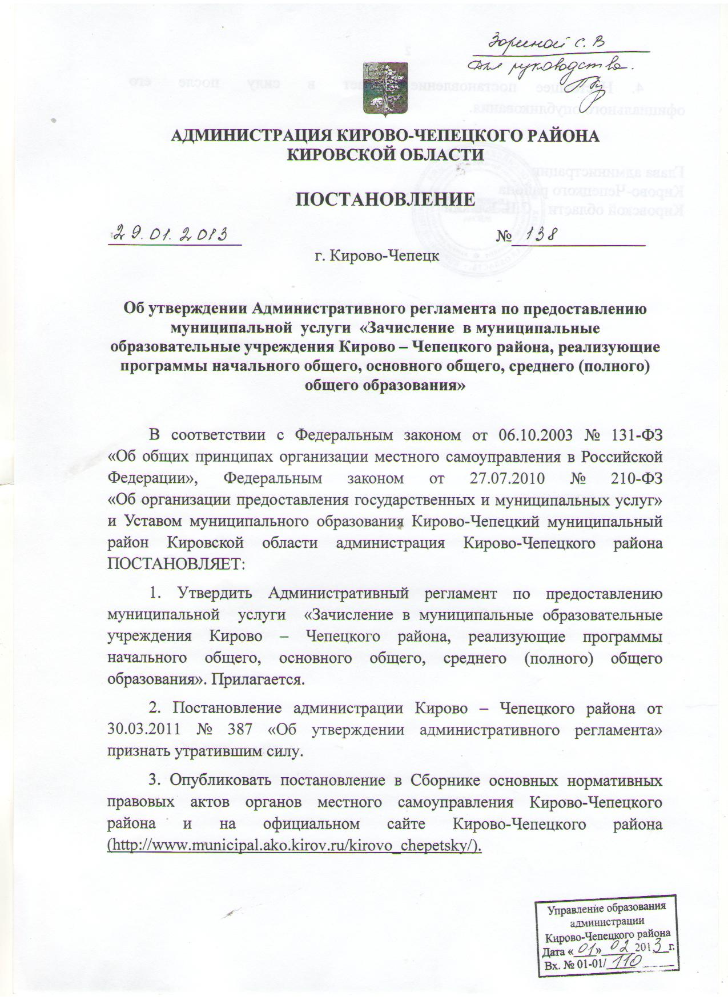 Зориной С. В
Для руководства.
АДМИНИСТРАЦИЯ КИРОВО-ЧЕПЕЦКОГО РАЙОНА
КИРОВСКОЙ ОБЛАСТИ
ПОСТАНОВЛЕНИЕ
29.01.2013 № 138
г. Кирово-Чепецк
Об утверждении Административного регламента по предоставлению
муниципальной услуги «Зачисление в муниципальные
образовательные учреждения Кирово – Чепецкого района, реализующие
программы начального общего, основного общего, среднего (полного)
общего образования»
В соответствии с Федеральным законом от 06.10.2003 № 131-ФЗ
«Об общих принципах организации местного самоуправления в Российской
Федерации», Федеральным законом от 27.07.2010 № 210-ФЗ
«Об организации предоставления государственных и муниципальных услуг»
и Уставом муниципального образования Кирово-Чепецкий муниципальный
район Кировской области администрация Кирово-Чепецкого района
ПОСТАНОВЛЯЕТ:
1. Утвердить Административный регламент по предоставлению
муниципальной услуги «Зачисление в муниципальные образовательные
учреждения Кирово – Чепецкого района, реализующие программы
начального общего, основного общего, среднего (полного) общего
образования». Прилагается.
2. Постановление администрации Кирово – Чепецкого района от
30.03.2011 № 387 «Об утверждении административного регламента»
признать утратившим силу.
3. Опубликовать постановление в Сборнике основных нормативных
правовых актов органов местного самоуправления Кирово-Чепецкого
района и на официальном сайте Кирово-Чепецкого района
(http://www.municipal.ako.kirov.ru/kirovo_chepetsky/).
Управление образования
администрации
Кирово-Чепецкого района
Дата «01» 02 2013 г.
Вх. № 01-01/ 110